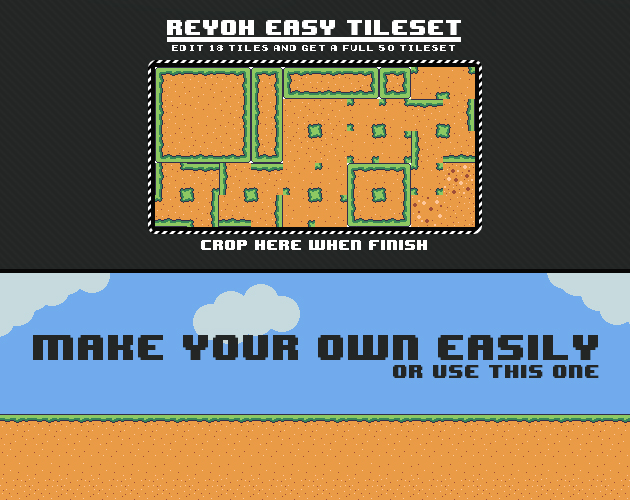 REYOH EASY TILESET
EDIT 18 TILES AND GET A FULL 50 TILESET
CROP HERE WHEN FINISH
MAKE YOUR OWN EASILY
OR USE THIS ONE